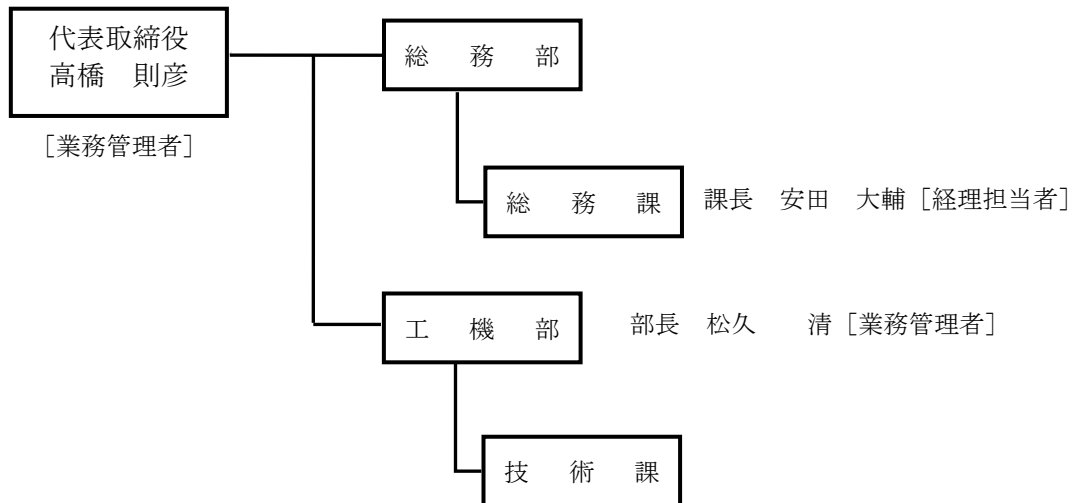 代表取締役
高橋　則彦
［業務管理者］
総　務　部
総　務　課　課長　安田　大輔［経理担当者］
工　機　部　部長　松久　　清［業務管理者］
技　術　課